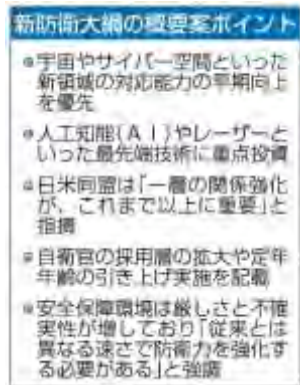 新防衛大綱の概要案ポイント
●宇宙やサイバー空間といった
新領域の対応能力の早期向上
を優先
●人工知能(AI)やレーザーと
いった最先端技術に重点投資
●日米同盟は「一層の関係強化
が、これまで以上に重要」と
指摘
●自衛官の採用層の拡大や定年
年齢の引き上げ実施を記載
●安全保障環境は厳しさと不確
実性が増しており「従来とは
異なる速さで防衛力を強化す
る必要がある」と強調